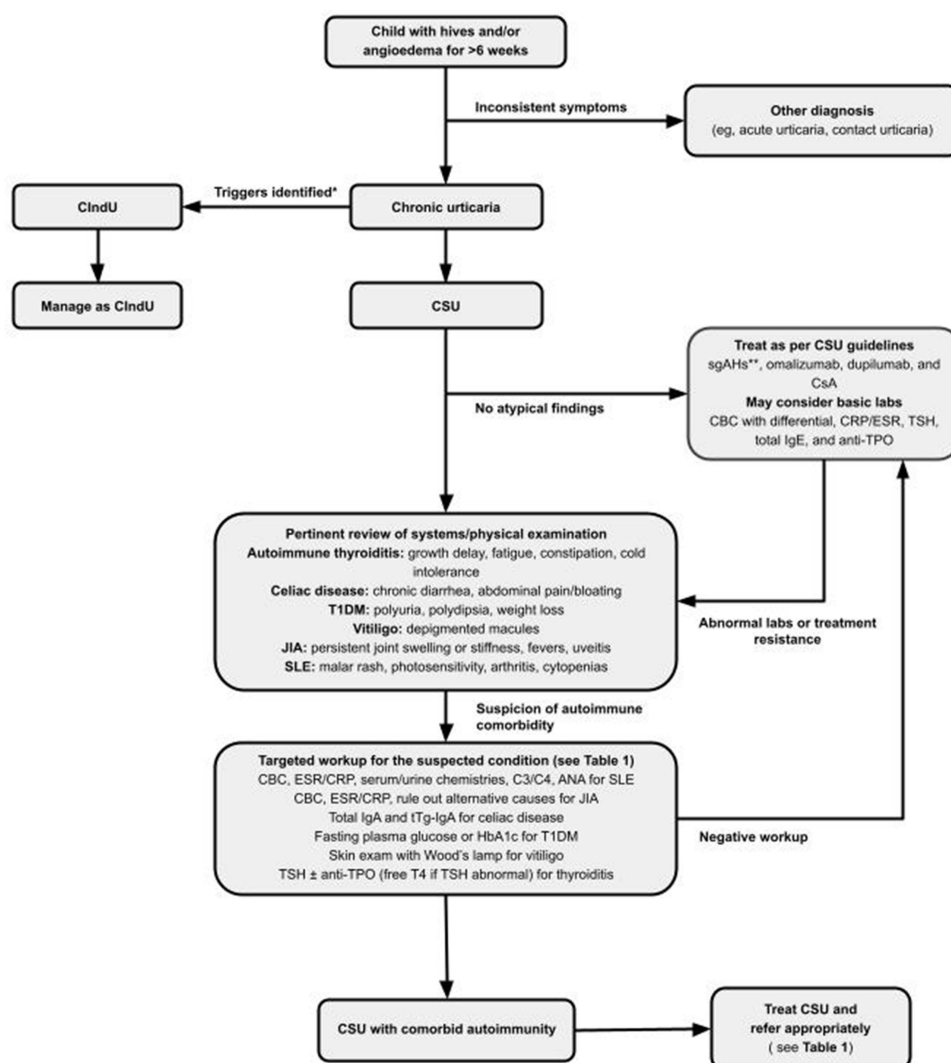 Child with hives and/or
angioedema for >6 weeks
Inconsistent symptoms
Other diagnosis
(eg, acute urticaria, contact urticaria)
Triggers identified*
CIndU
Chronic urticaria
Manage as CIndU
CSU
Treat as per CSU guidelines
sgAHs**, omalizumab, dupilumab, and
CsA
May consider basic labs
CBC with differential, CRP/ESR, TSH,
total IgE, and anti-TPO
No atypical findings
Pertinent review of systems/physical examination
Autoimmune thyroiditis: growth delay, fatigue, constipation, cold
intolerance
Celiac disease: chronic diarrhea, abdominal pain/bloating
T1DM: polyuria, polydipsia, weight loss
Vitiligo: depigmented macules
JIA: persistent joint swelling or stiffness, fevers, uveitis
SLE: malar rash, photosensitivity, arthritis, cytopenias
Abnormal labs or treatment
resistance
Suspicion of autoimmune
comorbidity
Targeted workup for the suspected condition (see Table 1)
CBC, ESR/CRP, serum/urine chemistries, C3/C4, ANA for SLE
CBC, ESR/CRP, rule out alternative causes for JIA
Total IgA and tTg-IgA for celiac disease
Fasting plasma glucose or HbA1c for T1DM
Skin exam with Wood's lamp for vitiligo
TSH ± anti-TPO (free T4 if TSH abnormal) for thyroiditis
Negative workup
CSU with comorbid autoimmunity
Treat CSU and
refer appropriately
( see Table 1)